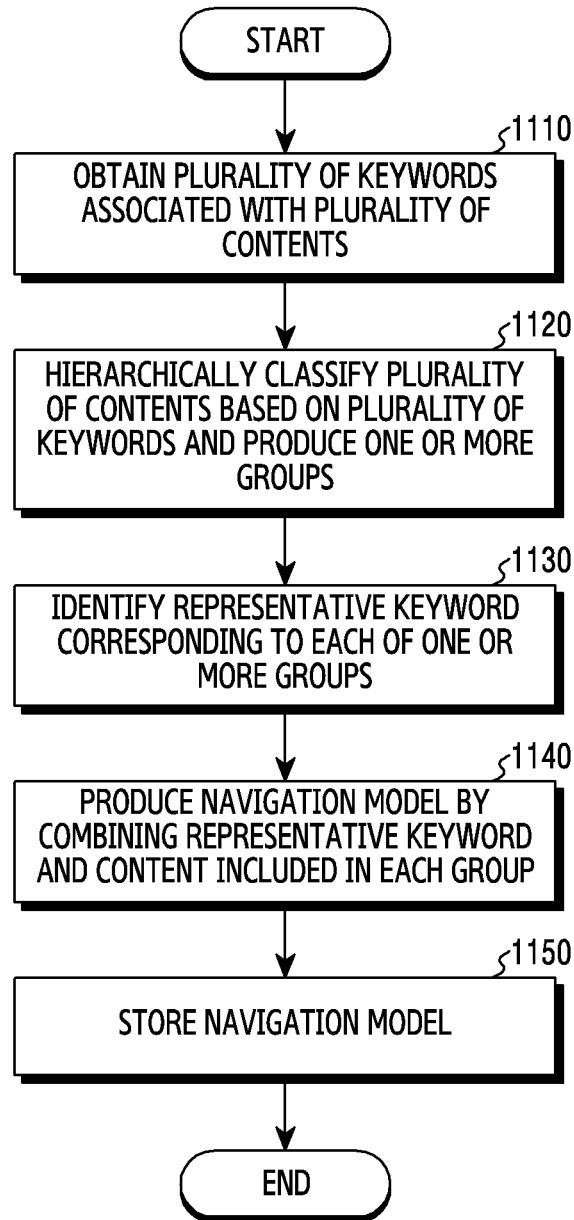 START
1110
OBTAIN PLURALITY OF KEYWORDS
ASSOCIATED WITH PLURALITY OF
CONTENTS
1120
HIERARCHICALLY CLASSIFY PLURALITY
OF CONTENTS BASED ON PLURALITY OF
KEYWORDS AND PRODUCE ONE OR MORE
GROUPS
1130
IDENTIFY REPRESENTATIVE KEYWORD
CORRESPONDING TO EACH OF ONE OR
MORE GROUPS
1140
PRODUCE NAVIGATION MODEL BY
COMBINING REPRESENTATIVE KEYWORD
AND CONTENT INCLUDED IN EACH GROUP
1150
STORE NAVIGATION MODEL
END